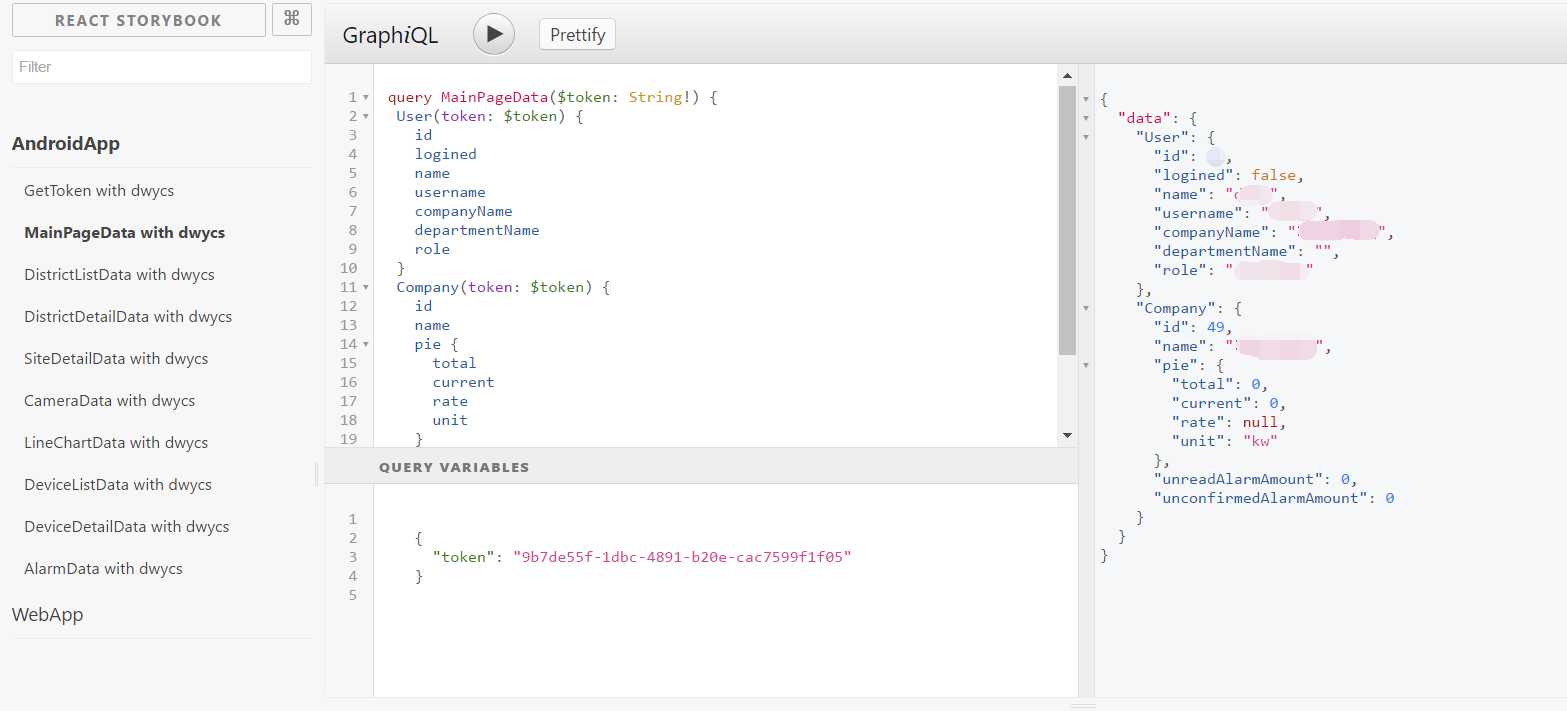 REACT STORYBOOK
⌘
Filter
AndroidApp
GetToken with dwycs
MainPageData with dwycs
DistrictListData with dwycs
DistrictDetailData with dwycs
SiteDetailData with dwycs
CameraData with dwycs
LineChartData with dwycs
DeviceListData with dwycs
DeviceDetailData with dwycs
AlarmData with dwycs
WebApp
GraphiQL
Prettify
1 query MainPageData($token: String!) {
2 User(token: $token) {
3 id
4 logined
5 name
6 username
7 companyName
8 departmentName
9 role
10 }
11 Company(token: $token) {
12 id
13 name
14 pie {
15 total
16 current
17 rate
18 unit
19 }
QUERY VARIABLES
1
2 {
3 "token": "9b7de55f-1dbc-4891-b20e-cac7599f1f05"
4 }
5
{
"data": {
"User": {
"id": ,
"logined": false,
"name": "",
"username": "",
"companyName": "",
"departmentName": "",
"role": ""
},
"Company": {
"id": 49,
"name": "",
"pie": {
"total": 0,
"current": 0,
"rate": null,
"unit": "kw"
},
"unreadAlarmAmount": 0,
"unconfirmedAlarmAmount": 0
}
}
}